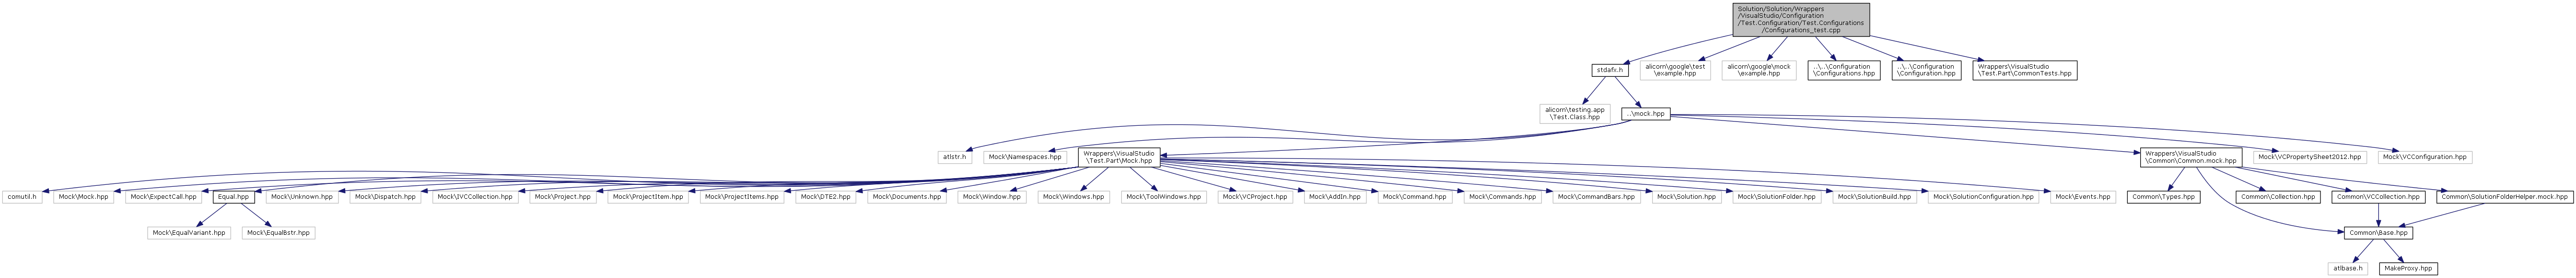 Solution/Solution/Wrappers
/VisualStudio/Configuration
/Test.Configuration/Test.Configurations
/Configurations_test.cpp
stdafx.h
alicorn\google\test
\example.hpp
alicorn\google\mock
\example.hpp
..\..\Configuration
\Configurations.hpp
..\..\Configuration
\Configuration.hpp
Wrappers\VisualStudio
\Test.Part\CommonTests.hpp
alicorn\testing.app
\Test.Class.hpp
..\mock.hpp
atlstr.h
Mock\Namespaces.hpp
Wrappers\VisualStudio
\Test.Part\Mock.hpp
Wrappers\VisualStudio
\Common\Common.mock.hpp
Mock\VCPropertySheet2012.hpp
Mock\VCConfiguration.hpp
comutil.h
Mock\Mock.hpp
Mock\ExpectCall.hpp
Equal.hpp
Mock\Unknown.hpp
Mock\Dispatch.hpp
Mock\IVCCollection.hpp
Mock\Project.hpp
Mock\ProjectItem.hpp
Mock\ProjectItems.hpp
Mock\DTE2.hpp
Mock\Documents.hpp
Mock\Window.hpp
Mock\Windows.hpp
Mock\ToolWindows.hpp
Mock\VCProject.hpp
Mock\AddIn.hpp
Mock\Command.hpp
Mock\Commands.hpp
Mock\CommandBars.hpp
Mock\Solution.hpp
Mock\SolutionFolder.hpp
Mock\SolutionBuild.hpp
Mock\SolutionConfiguration.hpp
Mock\Events.hpp
Common\Types.hpp
Common\Collection.hpp
Common\VCCollection.hpp
Common\SolutionFolderHelper.mock.hpp
Mock\EqualVariant.hpp
Mock\EqualBstr.hpp
Common\Base.hpp
atlbase.h
MakeProxy.hpp